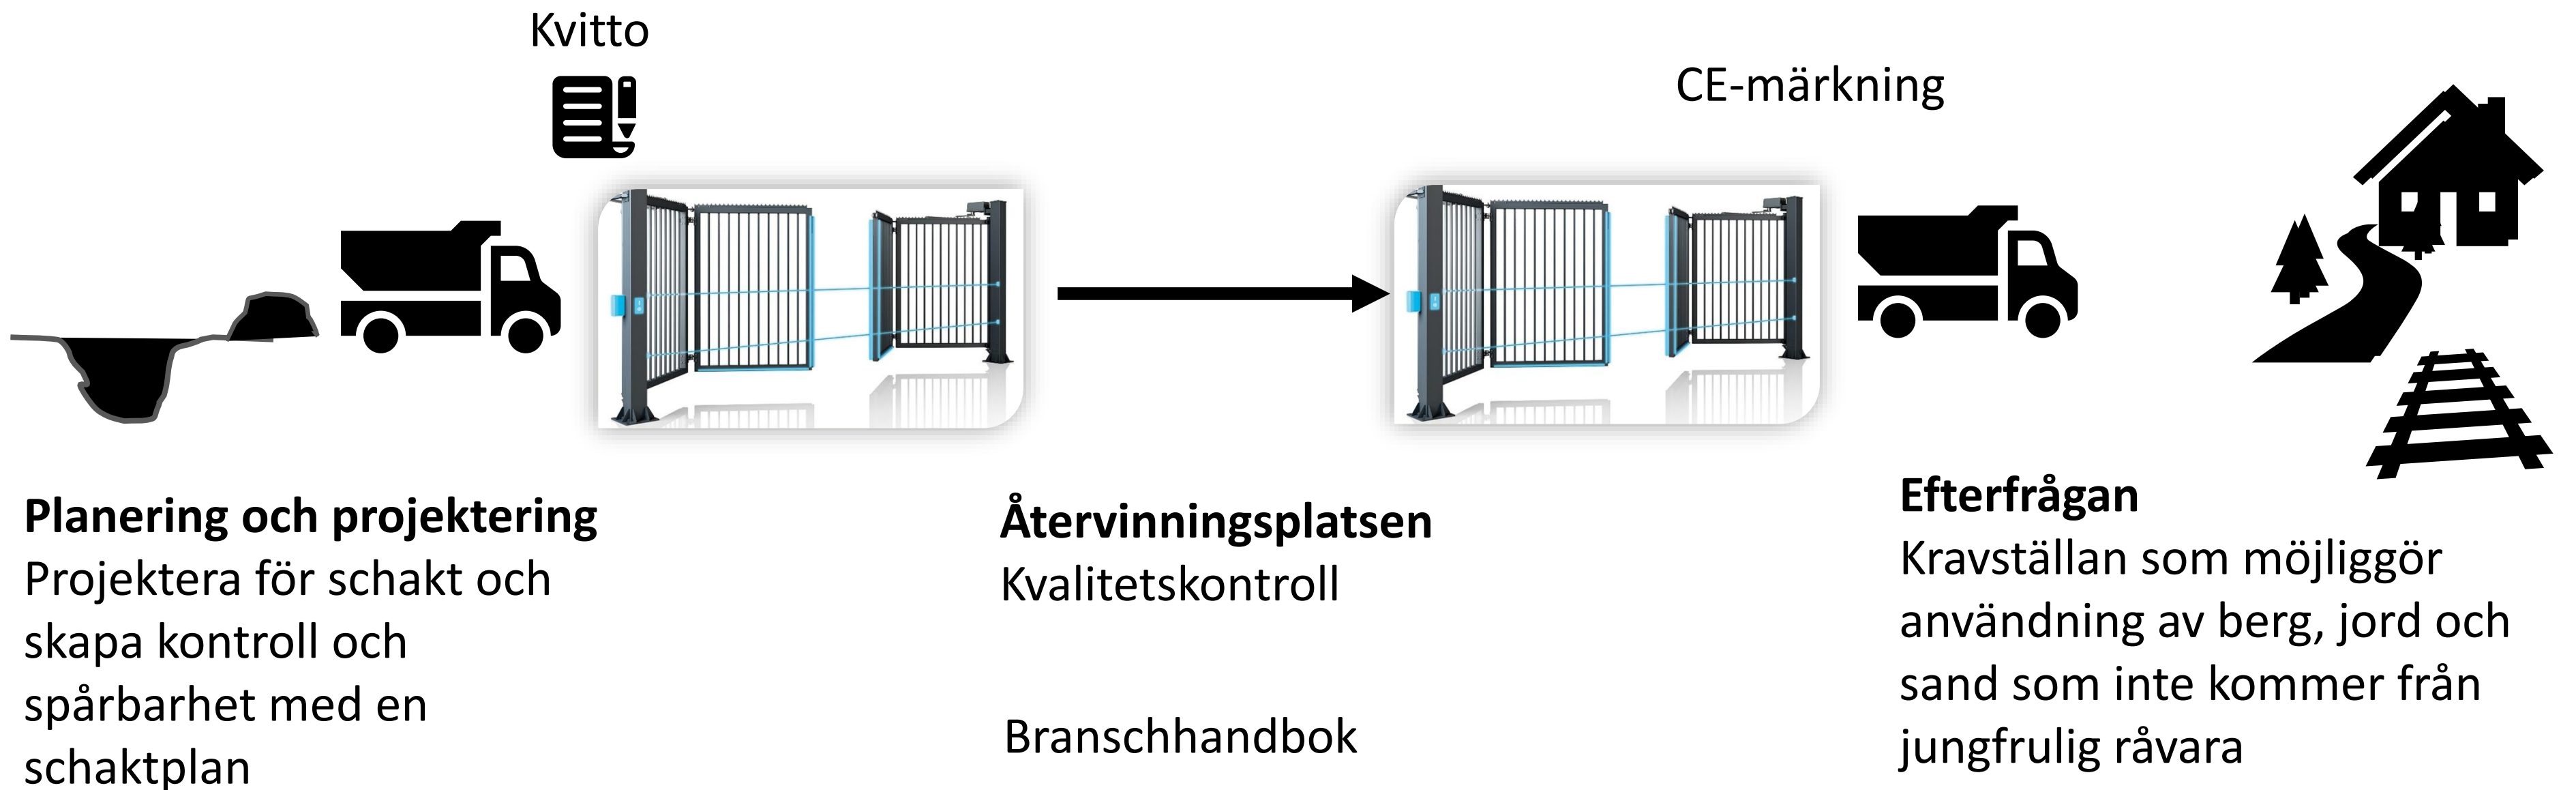 Kvitto
CE-märkning
Planering och projektering
Projektera för schakt och
skapa kontroll och
spårbarhet med en
schaktplan
Återvinningsplatsen
Kvalitetskontroll
Branschhandbok
Efterfrågan
Kravställan som möjliggör
användning av berg, jord och
sand som inte kommer från
jungfrulig råvara